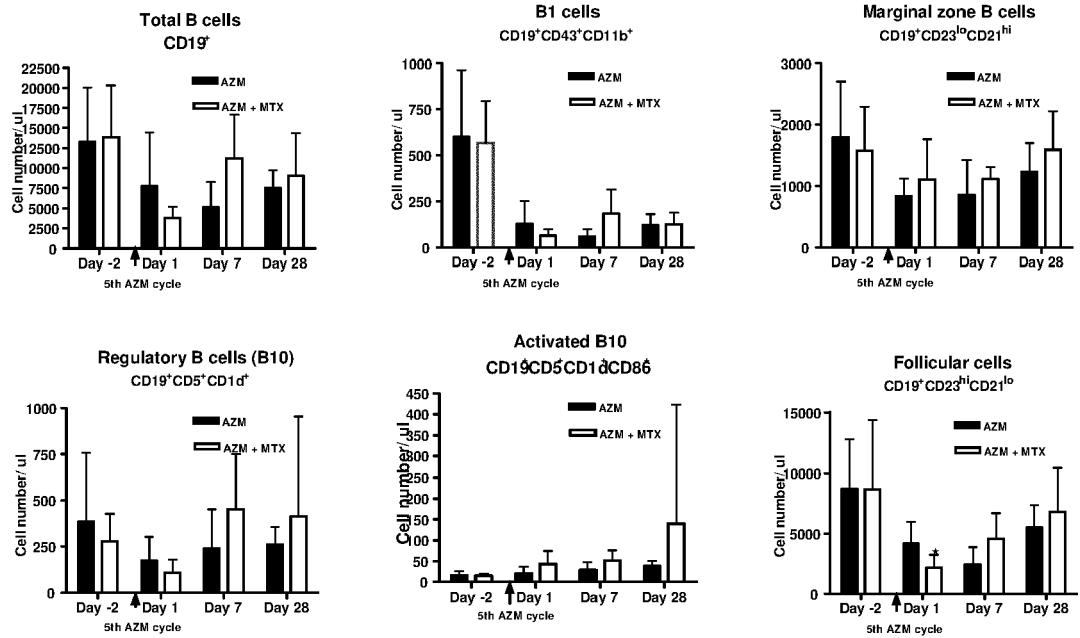 Total B cells
CD19+
22500
20000
17500
15000
12500
10000
7500
5000
2500
0
Cell number/ ul
AZM
AZM + MTX
Day -2 Day 1 Day 7 Day 28
5th AZM cycle
B1 cells
CD19+CD43+CD11b+
1000
750
500
250
0
Cell number/ ul
AZM
AZM + MTX
Day -2 Day 1 Day 7 Day 28
5th AZM cycle
Marginal zone B cells
CD19+CD23loCD21hi
3000
2000
1000
0
Cell number/ ul
AZM
AZM + MTX
Day -2 Day 1 Day 7 Day 28
5th AZM cycle
Regulatory B cells (B10)
CD19+CD5+CD1d+
1000
750
500
250
0
Cell number/ ul
AZM
AZM + MTX
Day -2 Day 1 Day 7 Day 28
5th AZM cycle
Activated B10
CD19+CD5+CD1d+CD86+
450
400
350
300
250
200
150
100
50
0
Cell number/ ul
AZM
AZM + MTX
Day -2 Day 1 Day 7 Day 28
5th AZM cycle
Follicular cells
CD19+CD23hiCD21lo
15000
10000
5000
0
Cell number/ ul
AZM
AZM + MTX
*
Day -2 Day 1 Day 7 Day 28
5th AZM cycle